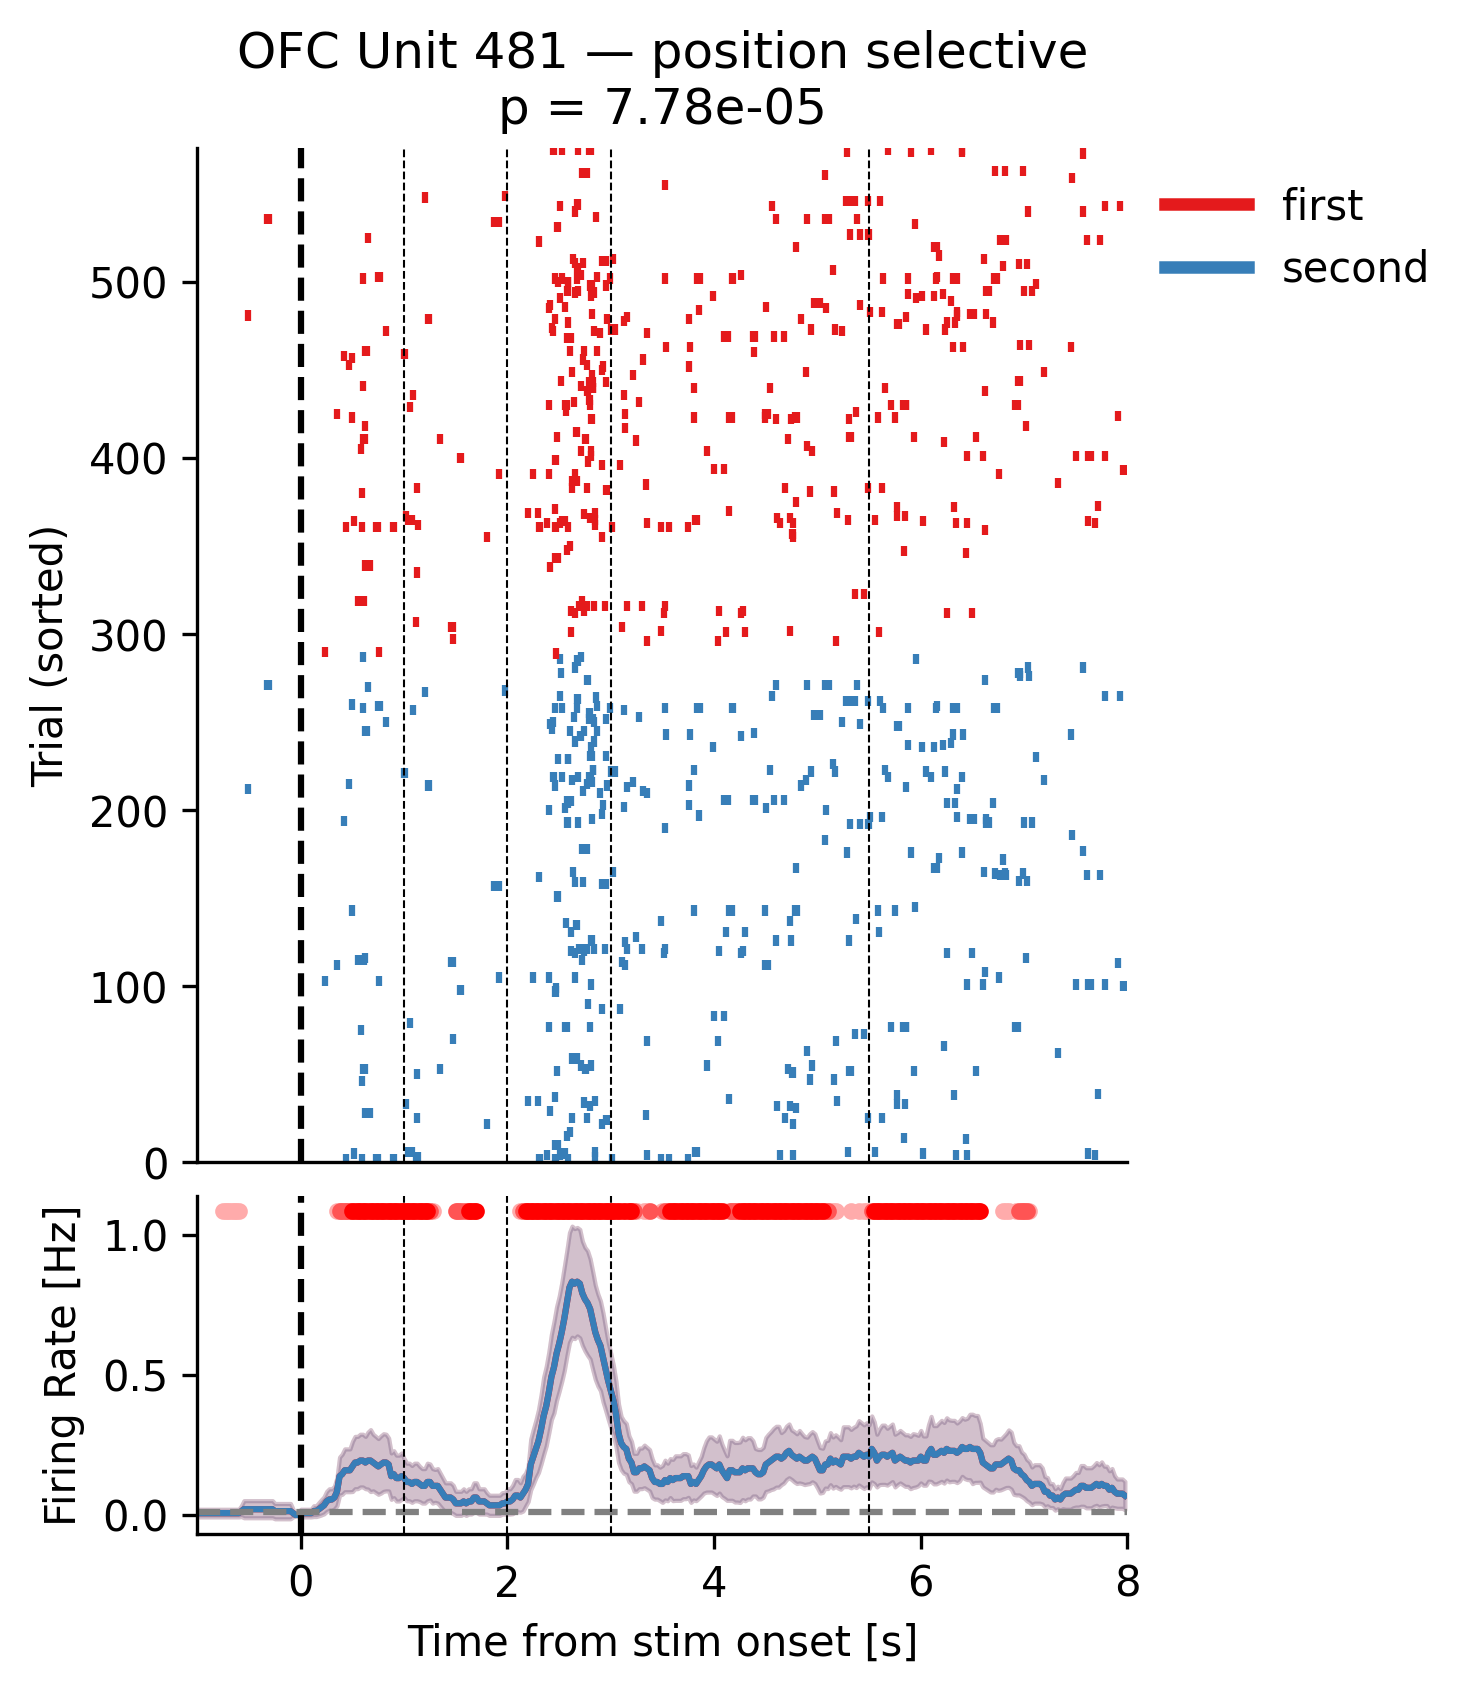 OFC Unit 481 — position selective
p = 7.78e-05
first
second
Trial (sorted)
500
400
300
200
100
0
Firing Rate [Hz]
1.0
0.5
0.0
0 2 4 6 8
Time from stim onset [s]